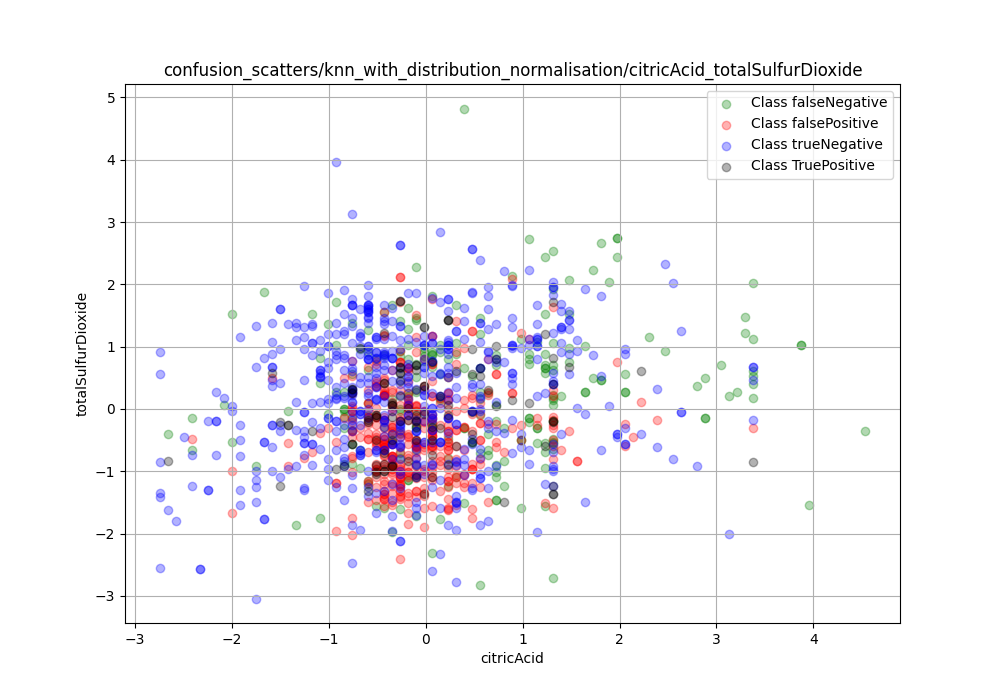 confusion_scatters/knn_with_distribution_normalisation/citricAcid_totalSulfurDioxide
Class falseNegative
Class falsePositive
Class trueNegative
Class TruePositive
totalSulfurDioxide
5
4
3
2
1
0
−1
−2
−3
−3 −2 −1 0 1 2 3 4
citricAcid